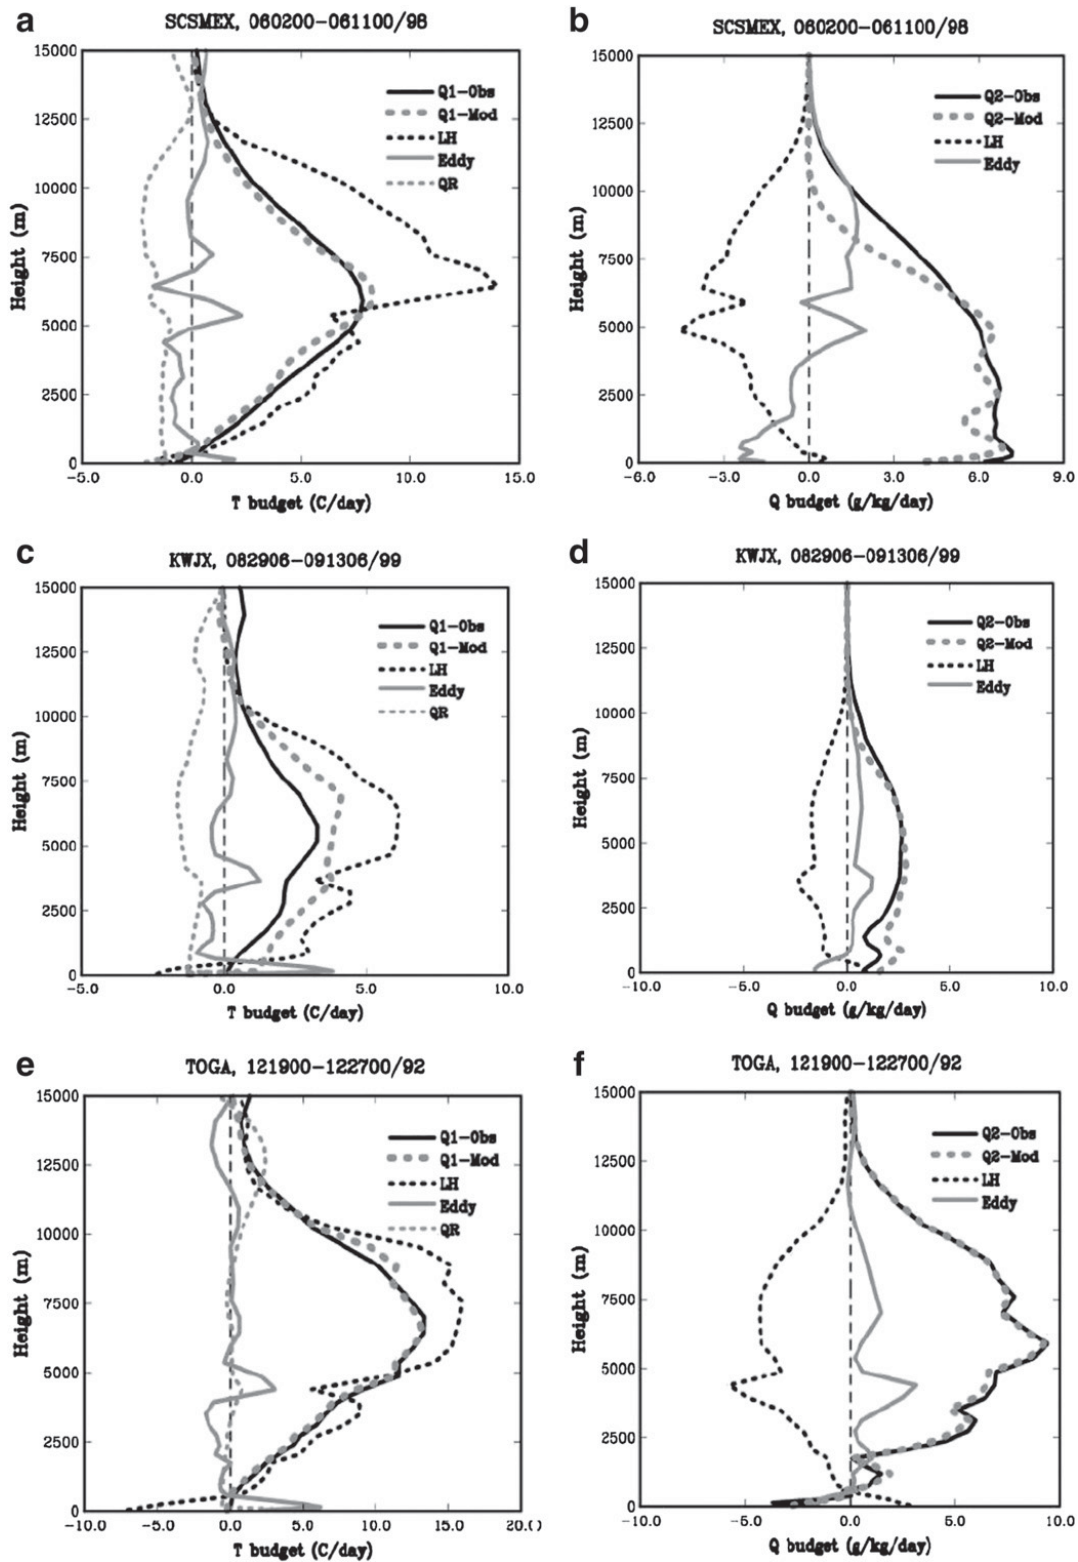 a
SCSMEX, 060200-061100/98
15000
12500
10000
7500
5000
2500
0
Height (m)
Q1-Obs
Q1-Mod
LH
Eddy
QR
-5.0 0.0 5.0 10.0 15.0
T budget (C/day)
b
SCSMEX, 060200-061100/98
15000
12500
10000
7500
5000
2500
0
Height (m)
Q2-Obs
Q2-Mod
LH
Eddy
-6.0 -3.0 0.0 3.0 6.0 9.0
Q budget (g/kg/day)
c
KWJX, 082906-091306/99
15000
12500
10000
7500
5000
2500
0
Height (m)
Q1-Obs
Q1-Mod
LH
Eddy
QR
-5.0 0.0 5.0 10.0
T budget (C/day)
d
KWJX, 082906-091306/99
15000
12500
10000
7500
5000
2500
0
Height (m)
Q2-Obs
Q2-Mod
LH
Eddy
-10.0 -5.0 0.0 5.0 10.0
Q budget (g/kg/day)
e
TOGA, 121900-122700/92
15000
12500
10000
7500
5000
2500
0
Height (m)
Q1-Obs
Q1-Mod
LH
Eddy
QR
-10.0 -5.0 0.0 5.0 10.0 15.0 20.0
T budget (C/day)
f
TOGA, 121900-122700/92
15000
12500
10000
7500
5000
2500
0
Height (m)
Q2-Obs
Q2-Mod
LH
Eddy
-10.0 -5.0 0.0 5.0 10.0
Q budget (g/kg/day)